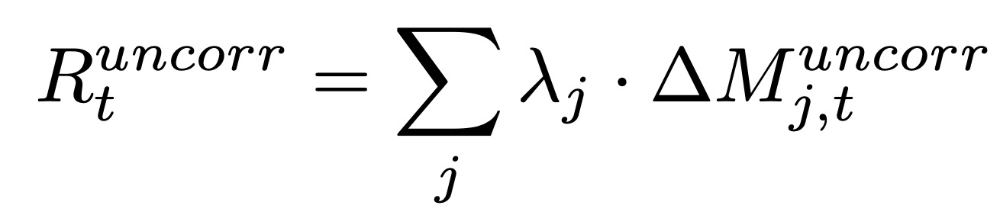 R_t^{uncorr} = \sum_j \lambda_j \cdot \Delta M_{j,t}^{uncorr}